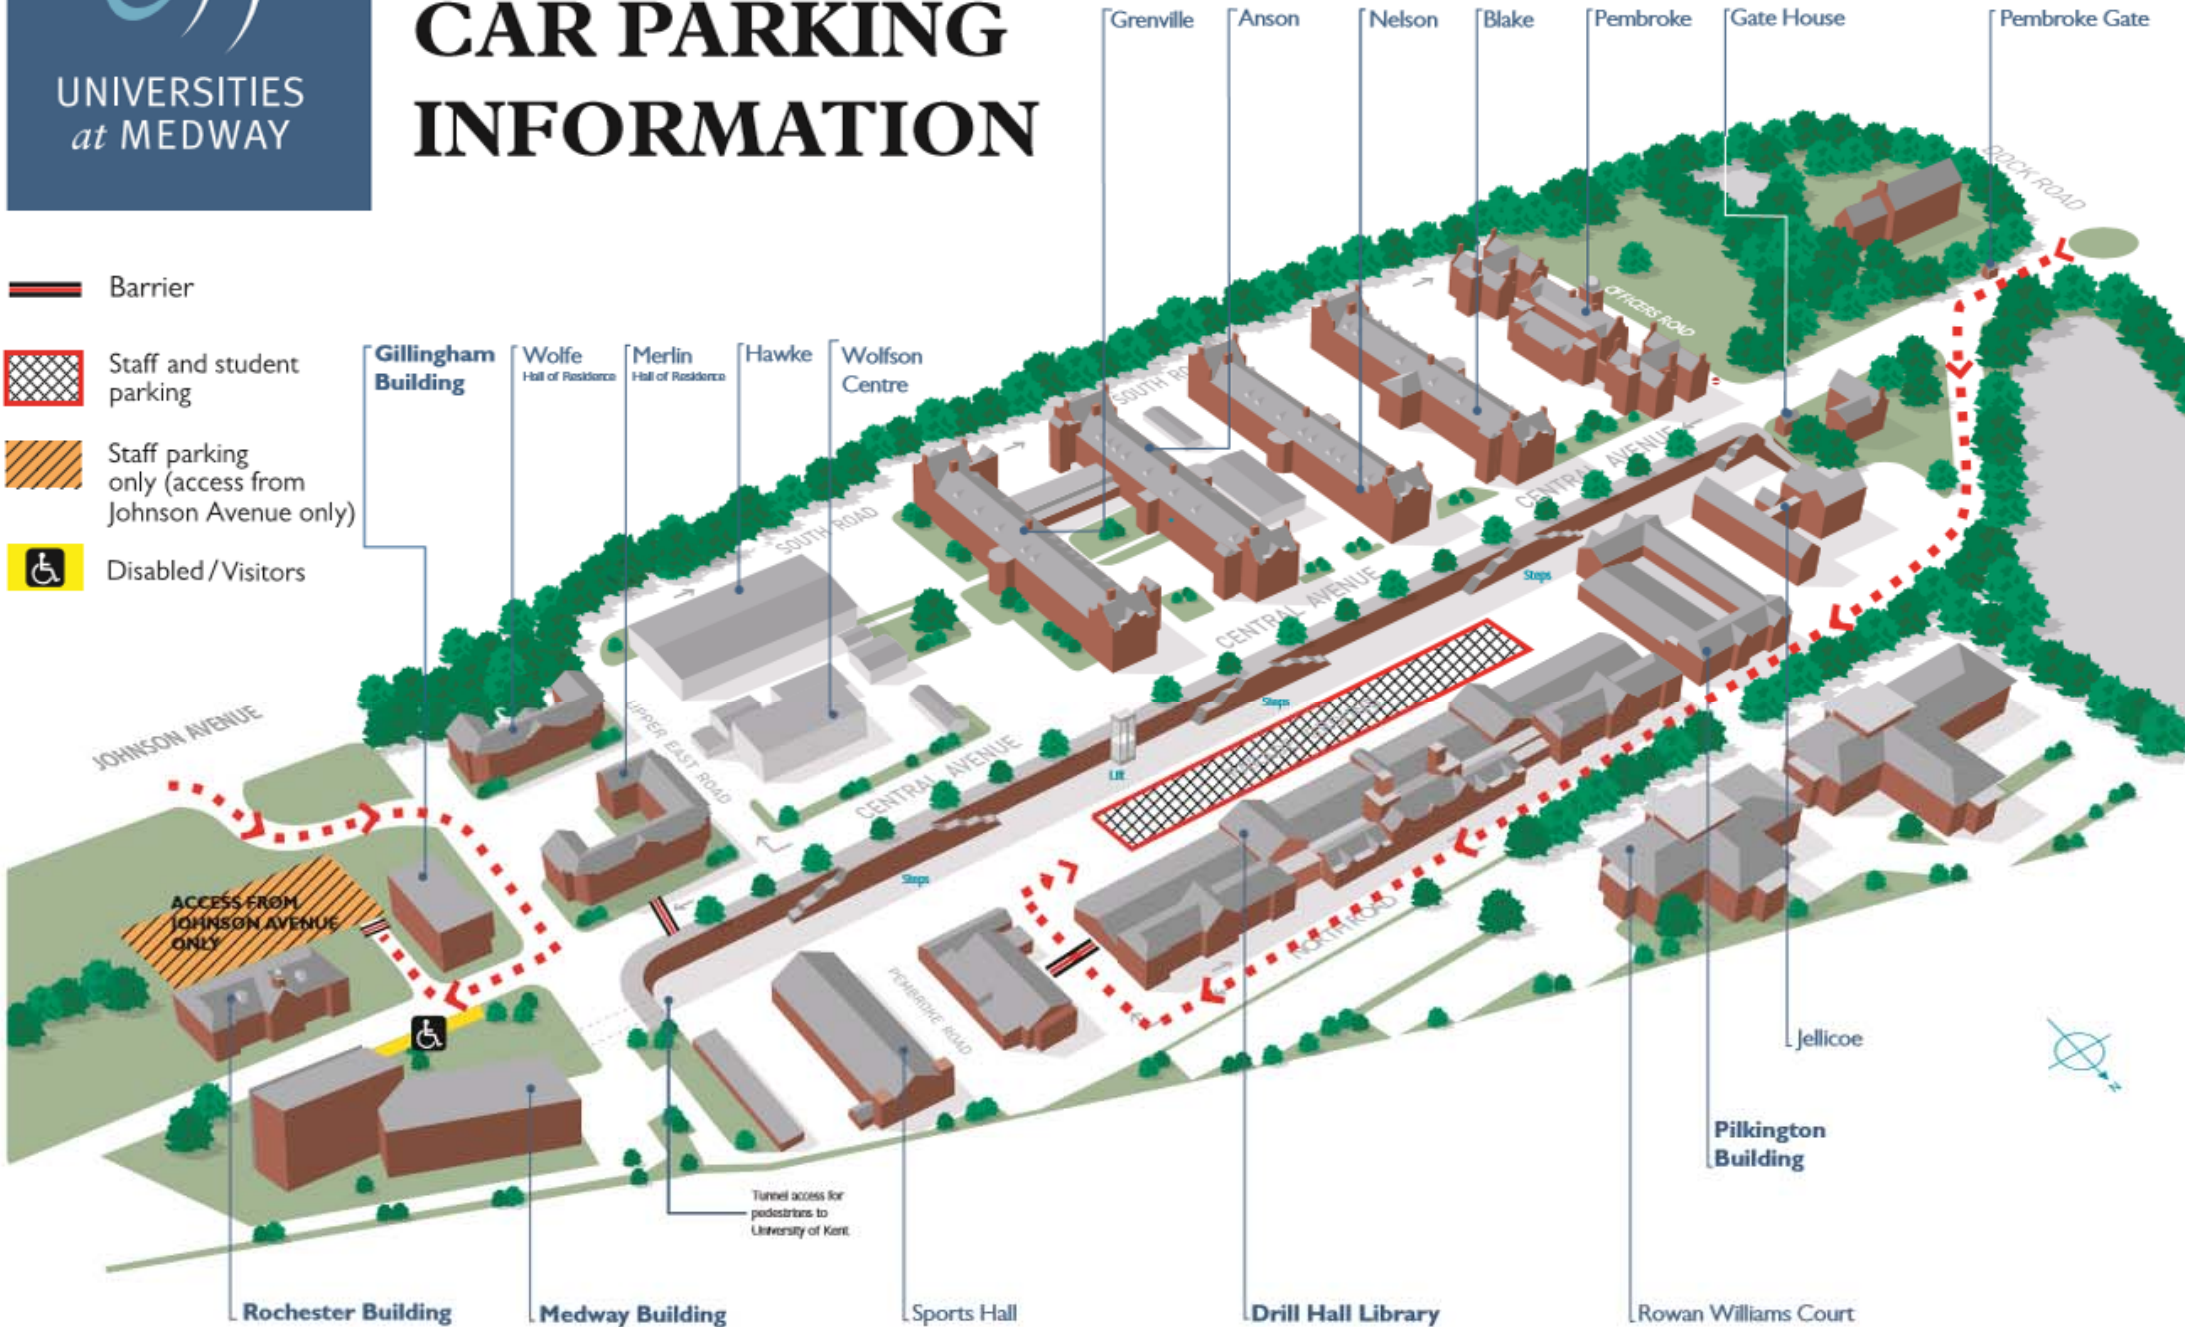 UNIVERSITIES
at MEDWAY
CAR PARKING
INFORMATION
Grenville
Anson
Nelson
Blake
Pembroke
Gate House
Pembroke Gate
DOCK ROAD
Barrier
Staff and student
parking
Staff parking
only (access from
Johnson Avenue only)
Disabled / Visitors
Gillingham
Building
Wolfe
Hall of Residence
Merlin
Hall of Residence
Hawke
Wolfson
Centre
OFFICERS ROAD
SOUTH RO
SOUTH ROAD
CENTRAL AVENUE
CENTRAL AVENUE
CENTRAL AVENUE
Steps
Steps
Steps
Lift
UPPER EAST ROAD
JOHNSON AVENUE
ACCESS FROM
JOHNSON AVENUE
ONLY
NORTH ROAD
PEMBROKE ROAD
N
Jellicoe
Pilkington
Building
Tunnel access for
pedestrians to
University of Kent
Rochester Building
Medway Building
Sports Hall
Drill Hall Library
Rowan Williams Court